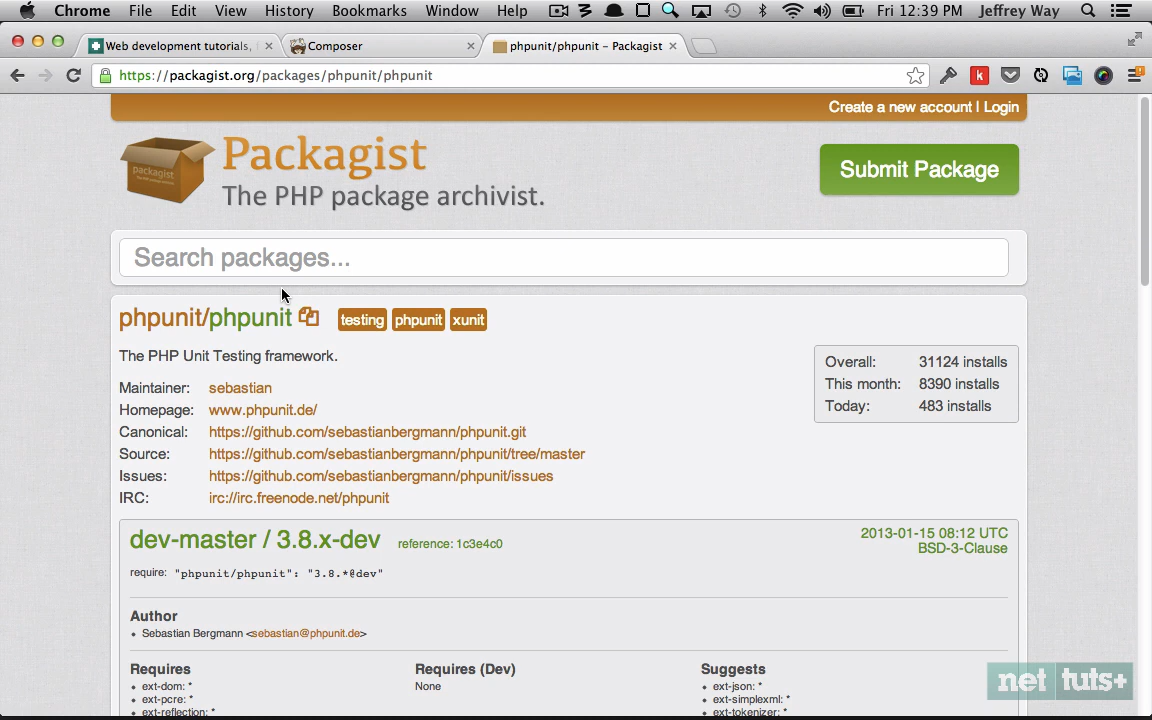 Chrome File Edit View History Bookmarks Window Help Fri 12:39 PM Jeffrey Way
Web development tutorials, Composer phpunit/phpunit - Packagist
https://packagist.org/packages/phpunit/phpunit
Create a new account | Login
packagist
Packagist
The PHP package archivist.
Submit Package
Search packages...
phpunit/phpunit testing phpunit xunit
The PHP Unit Testing framework.
Maintainer: sebastian
Homepage: www.phpunit.de/
Canonical: https://github.com/sebastianbergmann/phpunit.git
Source: https://github.com/sebastianbergmann/phpunit/tree/master
Issues: https://github.com/sebastianbergmann/phpunit/issues
IRC: irc://irc.freenode.net/phpunit
Overall: 31124 installs
This month: 8390 installs
Today: 483 installs
dev-master / 3.8.x-dev reference: 1c3e4c0
2013-01-15 08:12 UTC
BSD-3-Clause
require: "phpunit/phpunit": "3.8.*@dev"
Author
• Sebastian Bergmann <sebastian@phpunit.de>
Requires
• ext-dom: *
• ext-pcre: *
• ext-reflection: *
Requires (Dev)
None
Suggests
• ext-json: *
• ext-simplexml: *
• ext-tokenizer: *
net tuts+